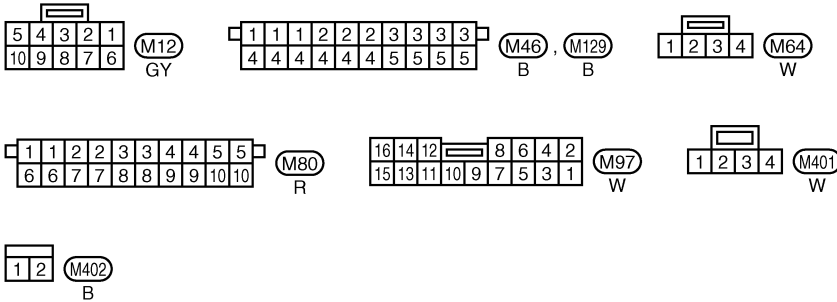 5 4 3 2 1
10 9 8 7 6
M12
GY
1 1 1 2 2 2 3 3 3 3
4 4 4 4 4 4 5 5 5 5
M46 , M129
B B
1 2 3 4
M64
W
1 1 2 2 3 3 4 4 5 5
6 6 7 7 8 8 9 9 10 10
M80
R
16 14 12 8 6 4 2
15 13 11 10 9 7 5 3 1
M97
W
1 2 3 4
M401
W
1 2
M402
B